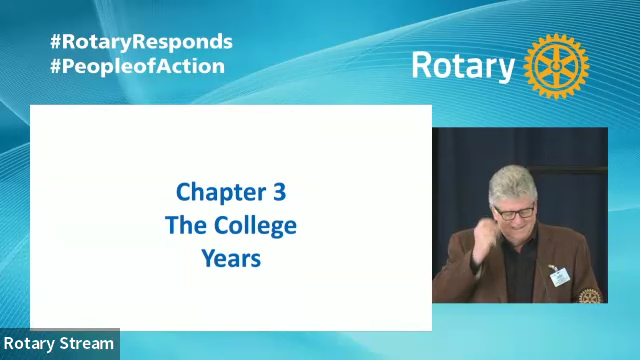 #RotaryResponds
#PeopleofAction
Rotary
Chapter 3
The College
Years
Rotary Stream